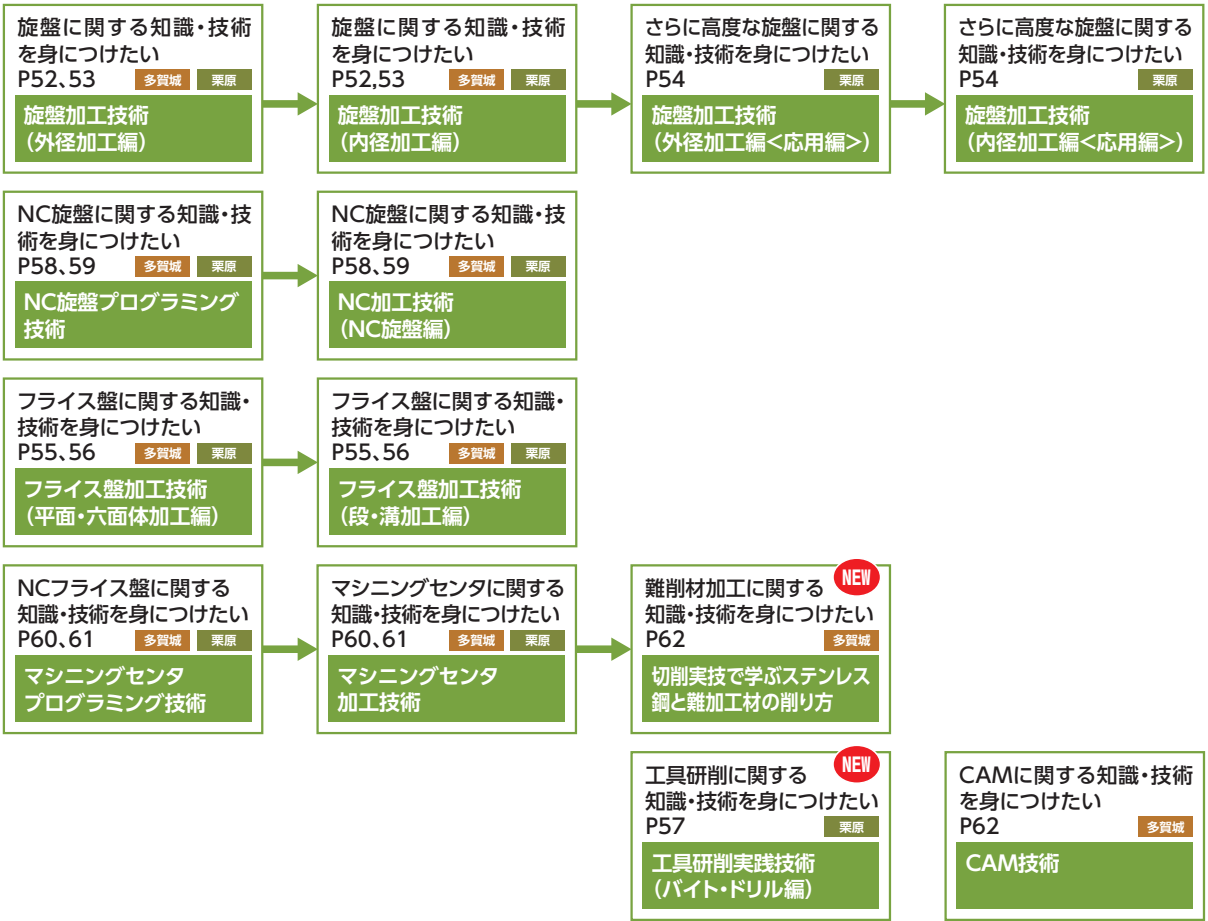 旋盤に関する知識・技術
を身につけたい
P52、53 多賀城 栗原
旋盤加工技術
（外径加工編）
旋盤に関する知識・技術
を身につけたい
P52,53 多賀城 栗原
旋盤加工技術
（内径加工編）
さらに高度な旋盤に関する
知識・技術を身につけたい
P54 栗原
旋盤加工技術
（外径加工編<応用編>）
さらに高度な旋盤に関する
知識・技術を身につけたい
P54 栗原
旋盤加工技術
（内径加工編<応用編>）
NC旋盤に関する知識・技
術を身につけたい
P58、59 多賀城 栗原
NC旋盤プログラミング
技術
NC旋盤に関する知識・技
術を身につけたい
P58、59 多賀城 栗原
NC加工技術
（NC旋盤編）
フライス盤に関する知識・
技術を身につけたい
P55、56 多賀城 栗原
フライス盤加工技術
（平面・六面体加工編）
フライス盤に関する知識・
技術を身につけたい
P55、56 多賀城 栗原
フライス盤加工技術
（段・溝加工編）
NCフライス盤に関する
知識・技術を身につけたい
P60、61 多賀城 栗原
マシニングセンタ
プログラミング技術
マシニングセンタに関する
知識・技術を身につけたい
P60、61 多賀城 栗原
マシニングセンタ
加工技術
難削材加工に関する NEW
知識・技術を身につけたい
P62 多賀城
切削実技で学ぶステンレス
鋼と難加工材の削り方
工具研削に関する NEW
知識・技術を身につけたい
P57 栗原
工具研削実践技術
（バイト・ドリル編）
CAMに関する知識・技術
を身につけたい
P62 多賀城
CAM技術